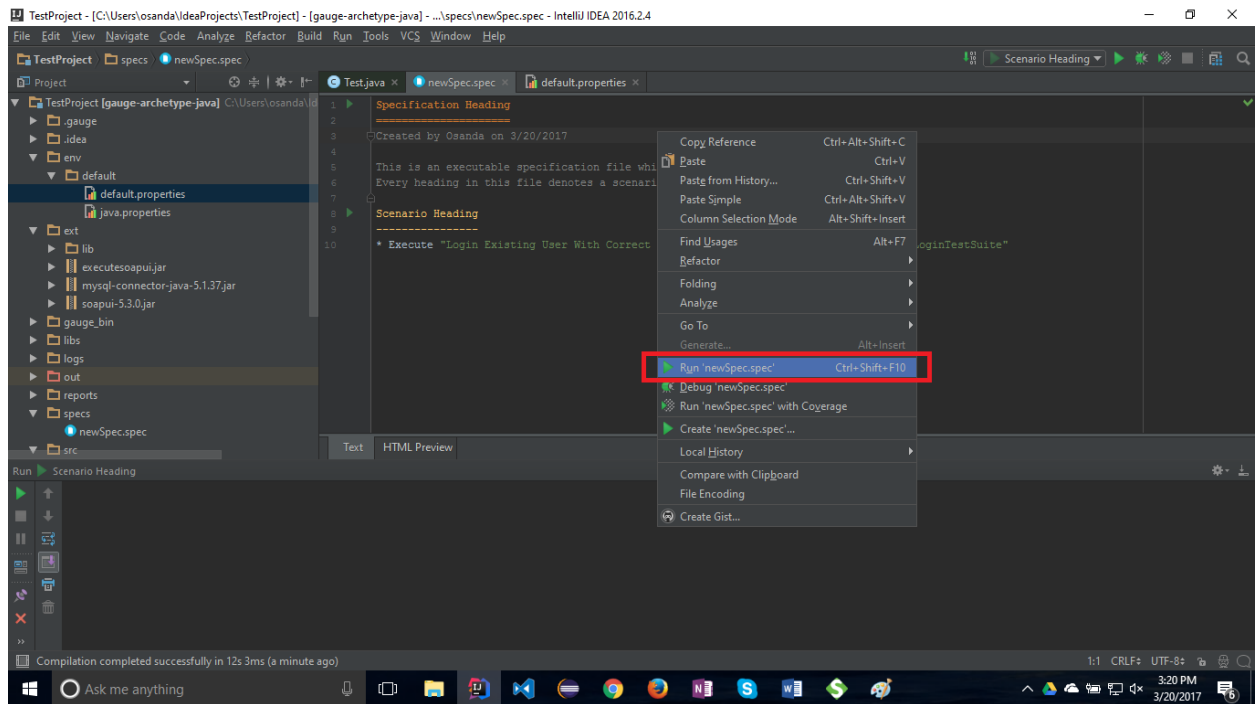 TestProject - [C:\Users\osanda\IdeaProjects\TestProject] - [gauge-archetype-java] - ...\specs\newSpec.spec - IntelliJ IDEA 2016.2.4
File Edit View Navigate Code Analyze Refactor Build Run Tools VCS Window Help
TestProject specs newSpec.spec
Scenario Heading
Project
Test.java × newSpec.spec × default.properties ×
TestProject [gauge-archetype-java] C:\Users\osanda\Id
.gauge
.idea
env
default
default.properties
java.properties
ext
lib
executesoapui.jar
mysql-connector-java-5.1.37.jar
soapui-5.3.0.jar
gauge_bin
libs
logs
out
reports
specs
newSpec.spec
src
1 Specification Heading
2 =====================
3 Created by Osanda on 3/20/2017
4
5 This is an executable specification file whi
6 Every heading in this file denotes a scenari
7
8 Scenario Heading
9 ----------------
10 * Execute "Login Existing User With Correct LoginTestSuite"
Copy Reference Ctrl+Alt+Shift+C
Paste Ctrl+V
Paste from History... Ctrl+Shift+V
Paste Simple Ctrl+Alt+Shift+V
Column Selection Mode Alt+Shift+Insert
Find Usages Alt+F7
Refactor
Folding
Analyze
Go To
Generate... Alt+Insert
Run 'newSpec.spec' Ctrl+Shift+F10
Debug 'newSpec.spec'
Run 'newSpec.spec' with Coverage
Create 'newSpec.spec'...
Local History
Compare with Clipboard
File Encoding
Create Gist...
Text HTML Preview
Run Scenario Heading
Compilation completed successfully in 12s 3ms (a minute ago)
1:1 CRLF÷ UTF-8÷
Ask me anything
3:20 PM
3/20/2017
6